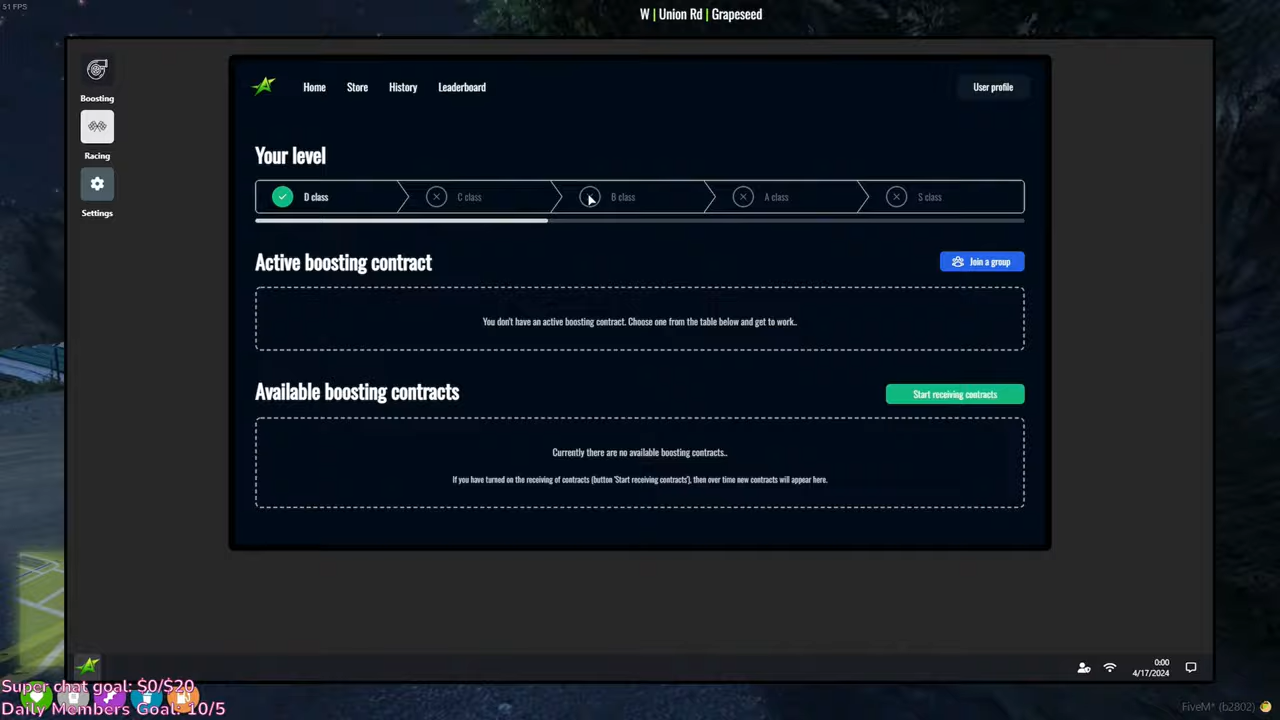 51 FPS
W | Union Rd | Grapeseed
Boosting
Racing
Settings
Home
Store
History
Leaderboard
User profile
Your level
D class
C class
B class
A class
S class
Active boosting contract
Join a group
You don't have an active boosting contract. Choose one from the table below and get to work..
Available boosting contracts
Start receiving contracts
Currently there are no available boosting contracts..
If you have turned on the receiving of contracts (button 'Start receiving contracts'), then over time new contracts will appear here.
0:00
4/17/2024
Super chat goal: $0/$20
Daily Members Goal: 10/5
FiveM* (b2802)